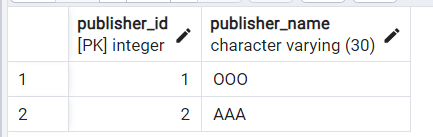 publisher_id publisher_name
[PK] integer character varying (30)
1 1 OOO
2 2 AAA